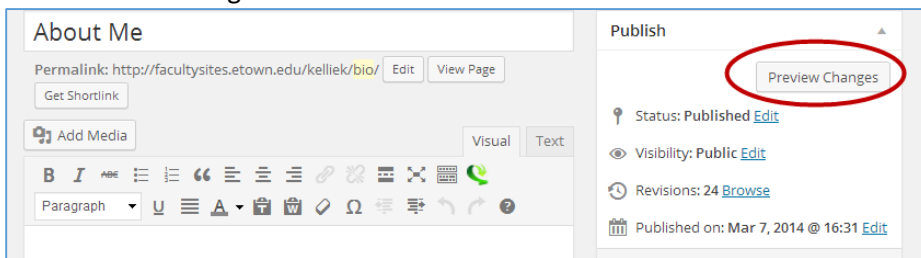 About Me
Permalink: http://facultysites.etown.edu/kelliek/bio/ Edit View Page
Get Shortlink
Add Media
Visual Text
B I ABC
Paragraph U A W Ω ?
Publish
Preview Changes
Status: Published Edit
Visibility: Public Edit
Revisions: 24 Browse
Published on: Mar 7, 2014 @ 16:31 Edit